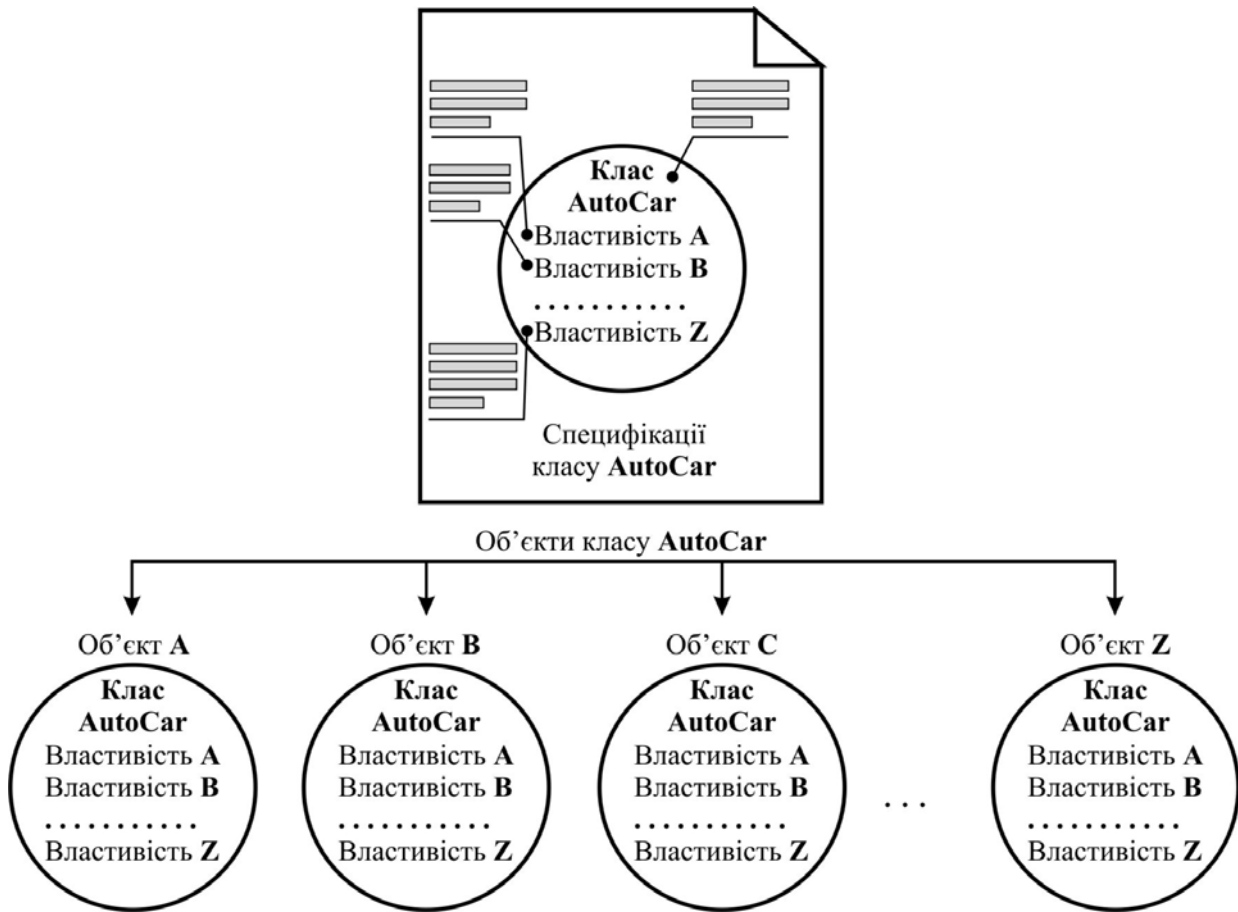 Клас
AutoCar
Властивість A
Властивість B
. . . . . . . . . . .
Властивість Z
Специфікації
класу AutoCar
Об’єкти класу AutoCar
Об’єкт A
Клас
AutoCar
Властивість A
Властивість B
. . . . . . . . . . .
Властивість Z
Об’єкт B
Клас
AutoCar
Властивість A
Властивість B
. . . . . . . . . . .
Властивість Z
Об’єкт C
Клас
AutoCar
Властивість A
Властивість B
. . . . . . . . . . .
Властивість Z
. . .
Об’єкт Z
Клас
AutoCar
Властивість A
Властивість B
. . . . . . . . . . .
Властивість Z